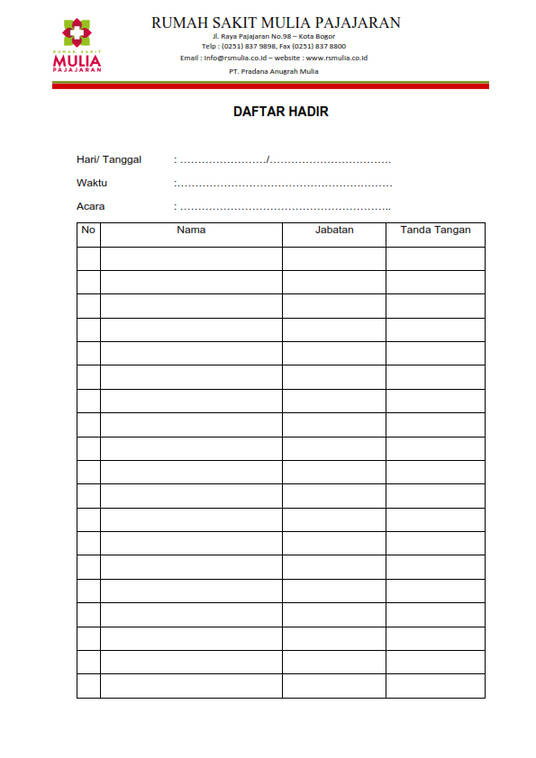 RUMAH SAKIT MULIA PAJAJARAN
Jl. Raya Pajajaran No.98 – Kota Bogor
Telp : (0251) 837 9898, Fax (0251) 837 8800
Email : Info@rsmulia.co.id – website : www.rsmulia.co.id
PT. Pradana Anugrah Mulia
RUMAH SAKIT
MULIA
PAJAJARAN
DAFTAR HADIR
Hari/ Tanggal : ……………………/…………………………….
Waktu :……………………………………………………
Acara : …………………………………………………..
No Nama Jabatan Tanda Tangan